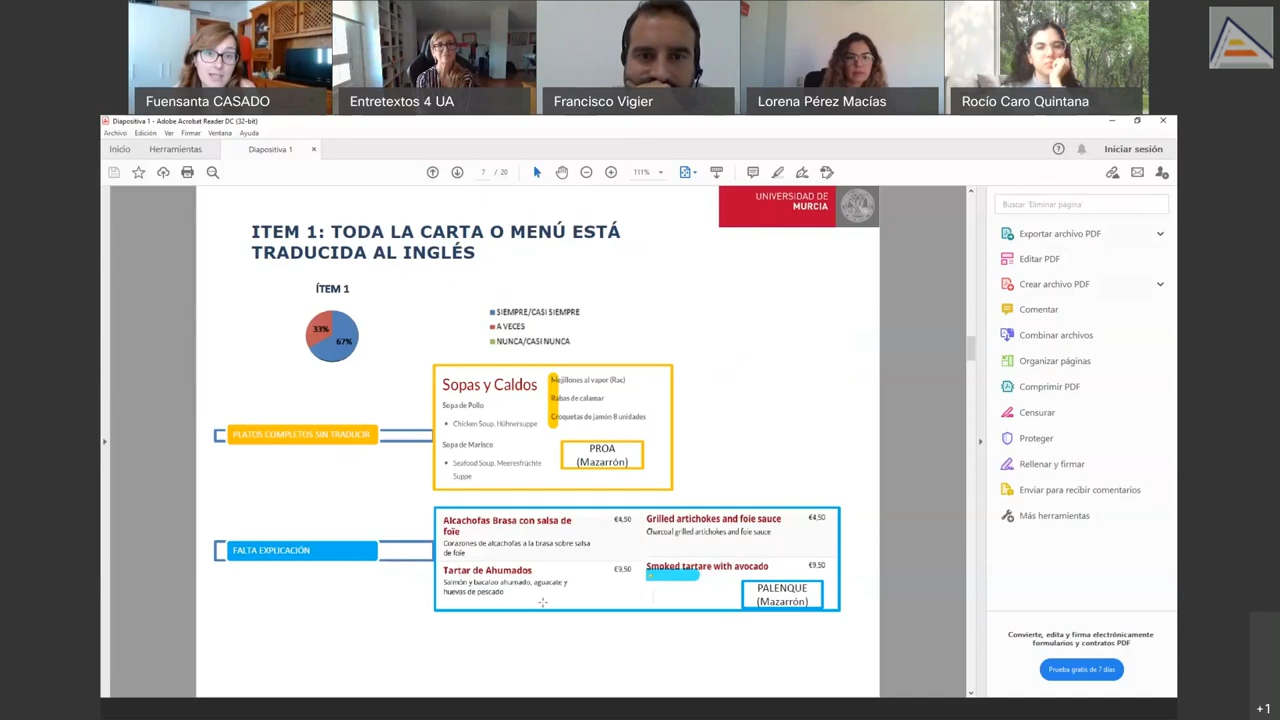 Fuensanta CASADO
Entretextos 4 UA
Francisco Vigier
Lorena Pérez Macías
Rocío Caro Quintana
Diapositiva 1 - Adobe Acrobat Reader DC (32-bit)
Archivo Edición Ver Firmar Ventana Ayuda
Inicio Herramientas Diapositiva 1 Iniciar sesión
7 / 20 111%
UNIVERSIDAD DE
MURCIA
ITEM 1: TODA LA CARTA O MENÚ ESTÁ
TRADUCIDA AL INGLÉS
ÍTEM 1
33%
67%
SIEMPRE/CASI SIEMPRE
A VECES
NUNCA/CASI NUNCA
PLATOS COMPLETOS SIN TRADUCIR
Sopas y Caldos
Sopa de Pollo
• Chicken Soup, Hühnersuppe
Sopa de Marisco
• Seafood Soup, Meeresfrüchte
Suppe
Mejillones al vapor (Rac)
Rabas de calamar
Croquetas de jamón 8 unidades
PROA
(Mazarrón)
FALTA EXPLICACIÓN
Alcachofas Brasa con salsa de
foïe
€4,50
Corazones de alcachofas a la brasa sobre salsa
de foïe
Tartar de Ahumados
€9,50
Salmón y bacalao ahumado, aguacate y
huevas de pescado
Grilled artichokes and foie sauce
€4,50
Charcoal grilled artichokes and foie sauce
Smoked tartare with avocado
€9,50
PALENQUE
(Mazarrón)
Buscar 'Eliminar página'
Exportar archivo PDF
Editar PDF
Crear archivo PDF
Comentar
Combinar archivos
Organizar páginas
Comprimir PDF
Censurar
Proteger
Rellenar y firmar
Enviar para recibir comentarios
Más herramientas
Convierte, edita y firma electrónicamente
formularios y contratos PDF
Prueba gratis de 7 días
+1